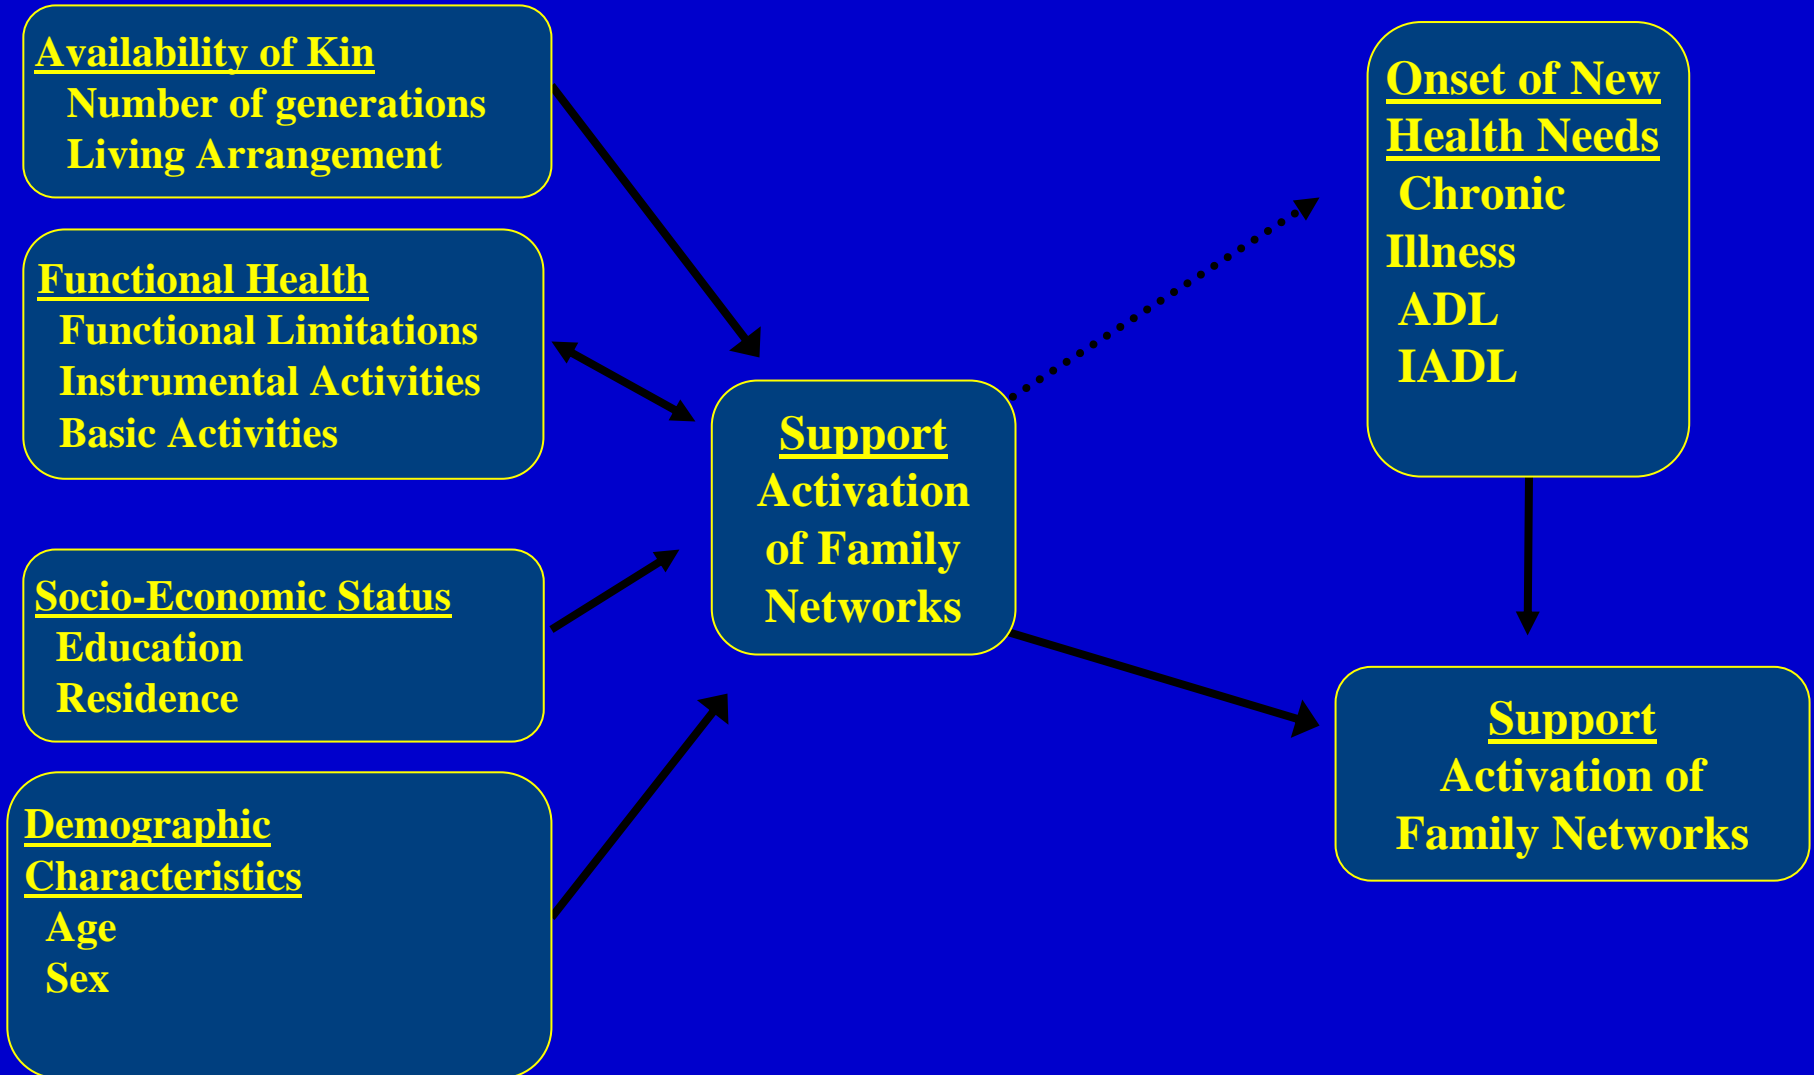 Availability of Kin
Number of generations
Living Arrangement
Functional Health
Functional Limitations
Instrumental Activities
Basic Activities
Socio-Economic Status
Education
Residence
Demographic
Characteristics
Age
Sex
Support
Activation
of Family
Networks
Onset of New
Health Needs
Chronic
Illness
ADL
IADL
Support
Activation of
Family Networks